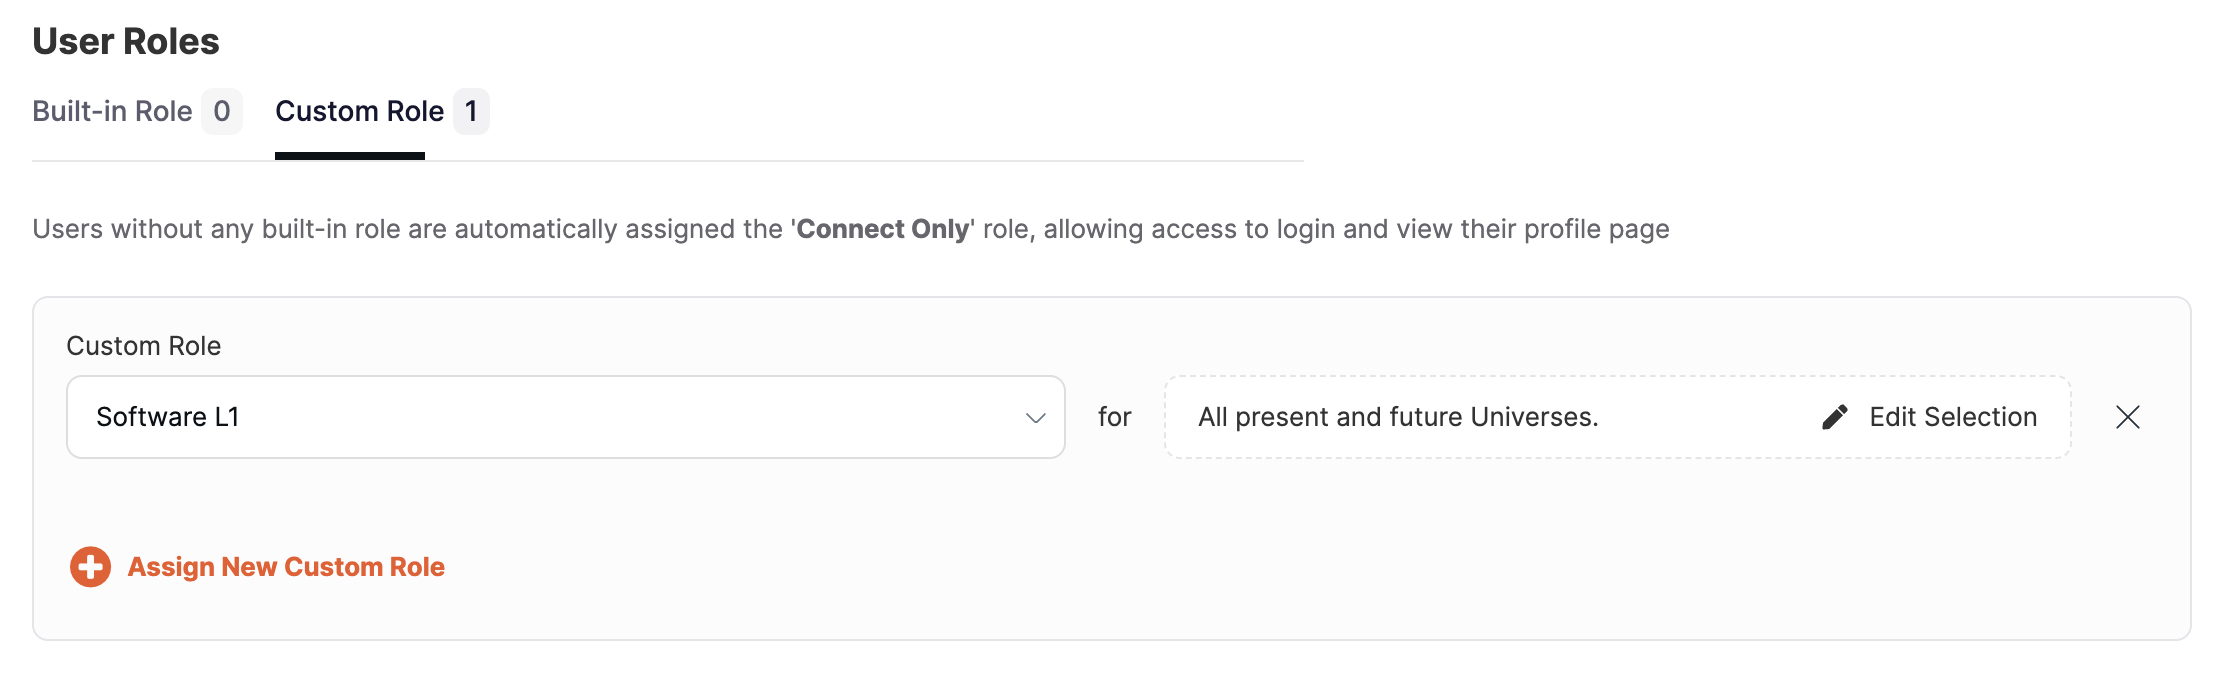 User Roles
Built-in Role 0 Custom Role 1
Users without any built-in role are automatically assigned the 'Connect Only' role, allowing access to login and view their profile page
Custom Role
Software L1 for All present and future Universes. Edit Selection
Assign New Custom Role